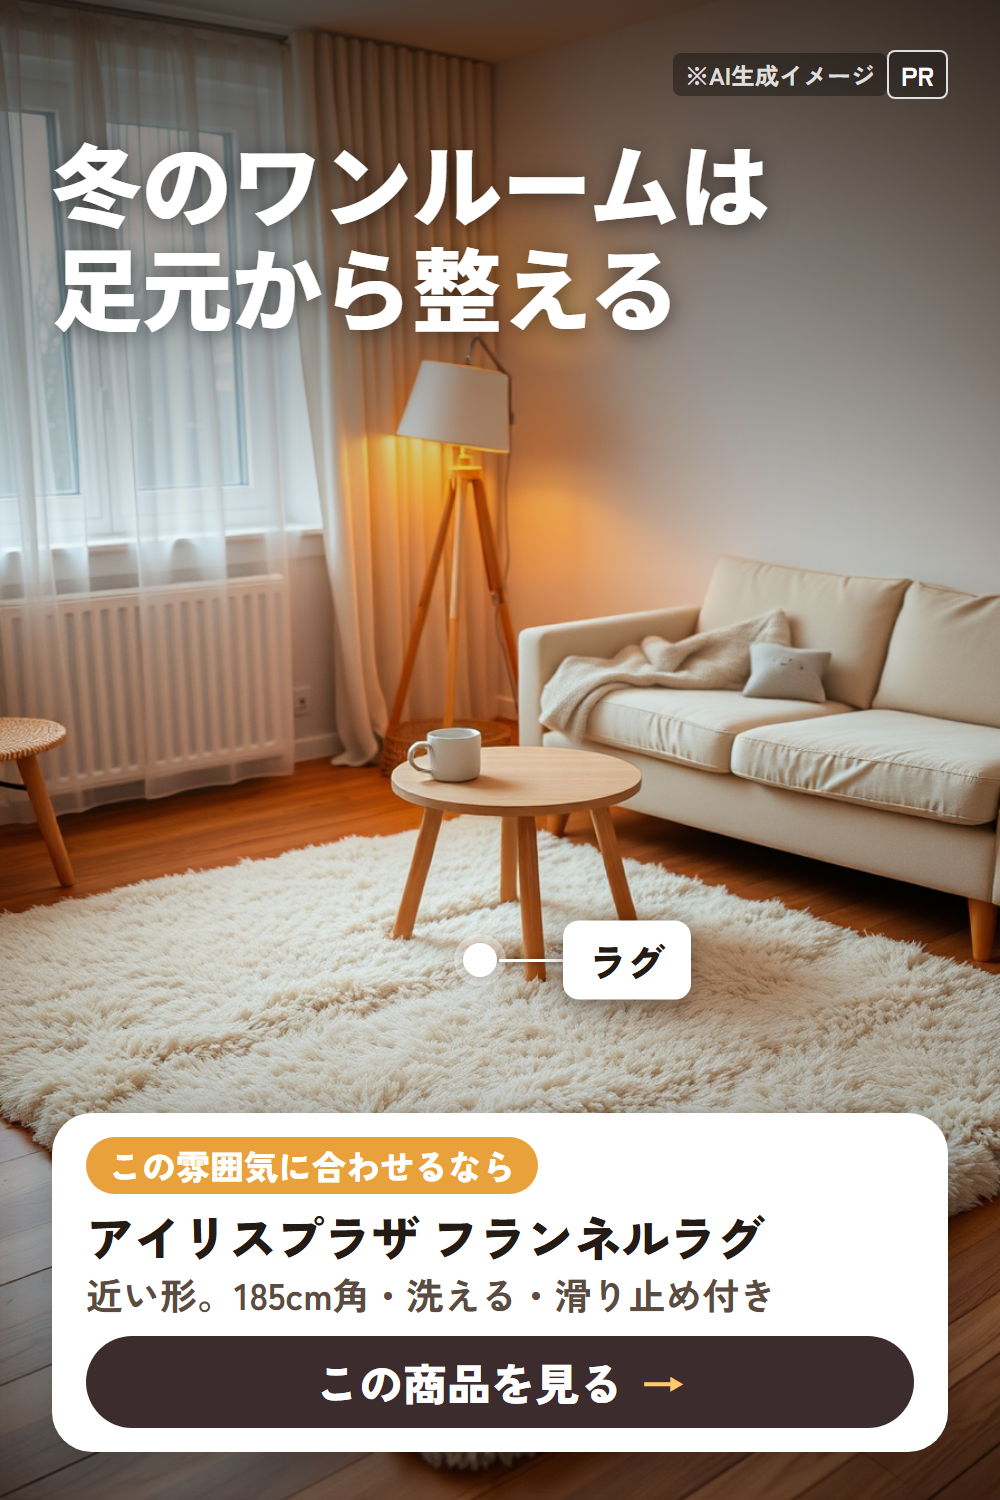 ※AI生成イメージ PR
冬のワンルームは
足元から整える
ラグ
この雰囲気に合わせるなら
アイリスプラザ フランネルラグ
近い形。185cm角・洗える・滑り止め付き
この商品を見る →